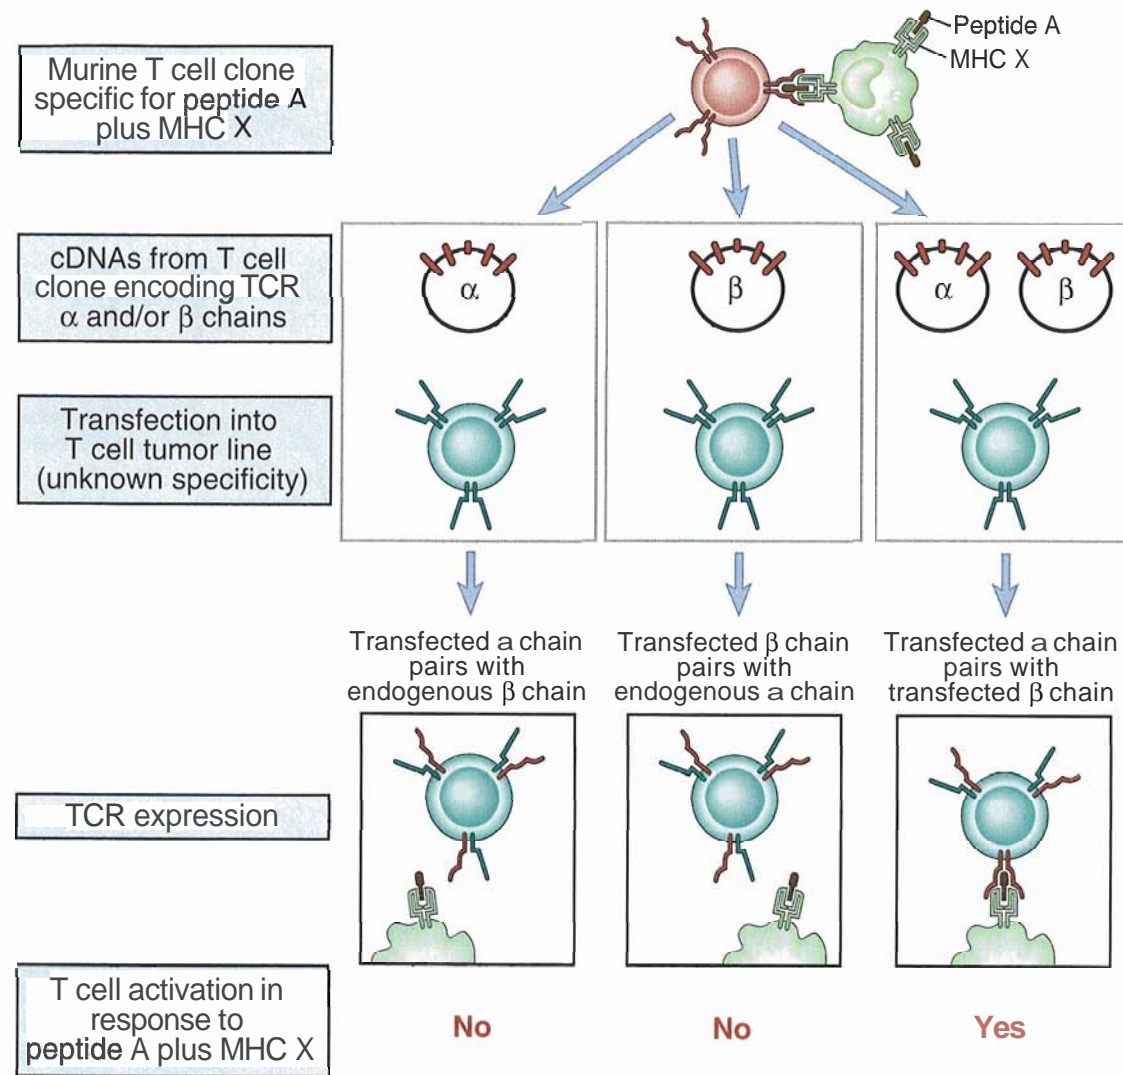 Peptide A
MHC X
Murine T cell clone
specific for peptide A
plus MHC X
cDNAs from T cell
clone encoding TCR
α and/or β chains
α
β
α
β
Transfection into
T cell tumor line
(unknown specificity)
Transfected a chain
pairs with
endogenous β chain
Transfected β chain
pairs with
endogenous a chain
Transfected a chain
pairs with
transfected β chain
TCR expression
T cell activation in
response to
peptide A plus MHC X
No
No
Yes